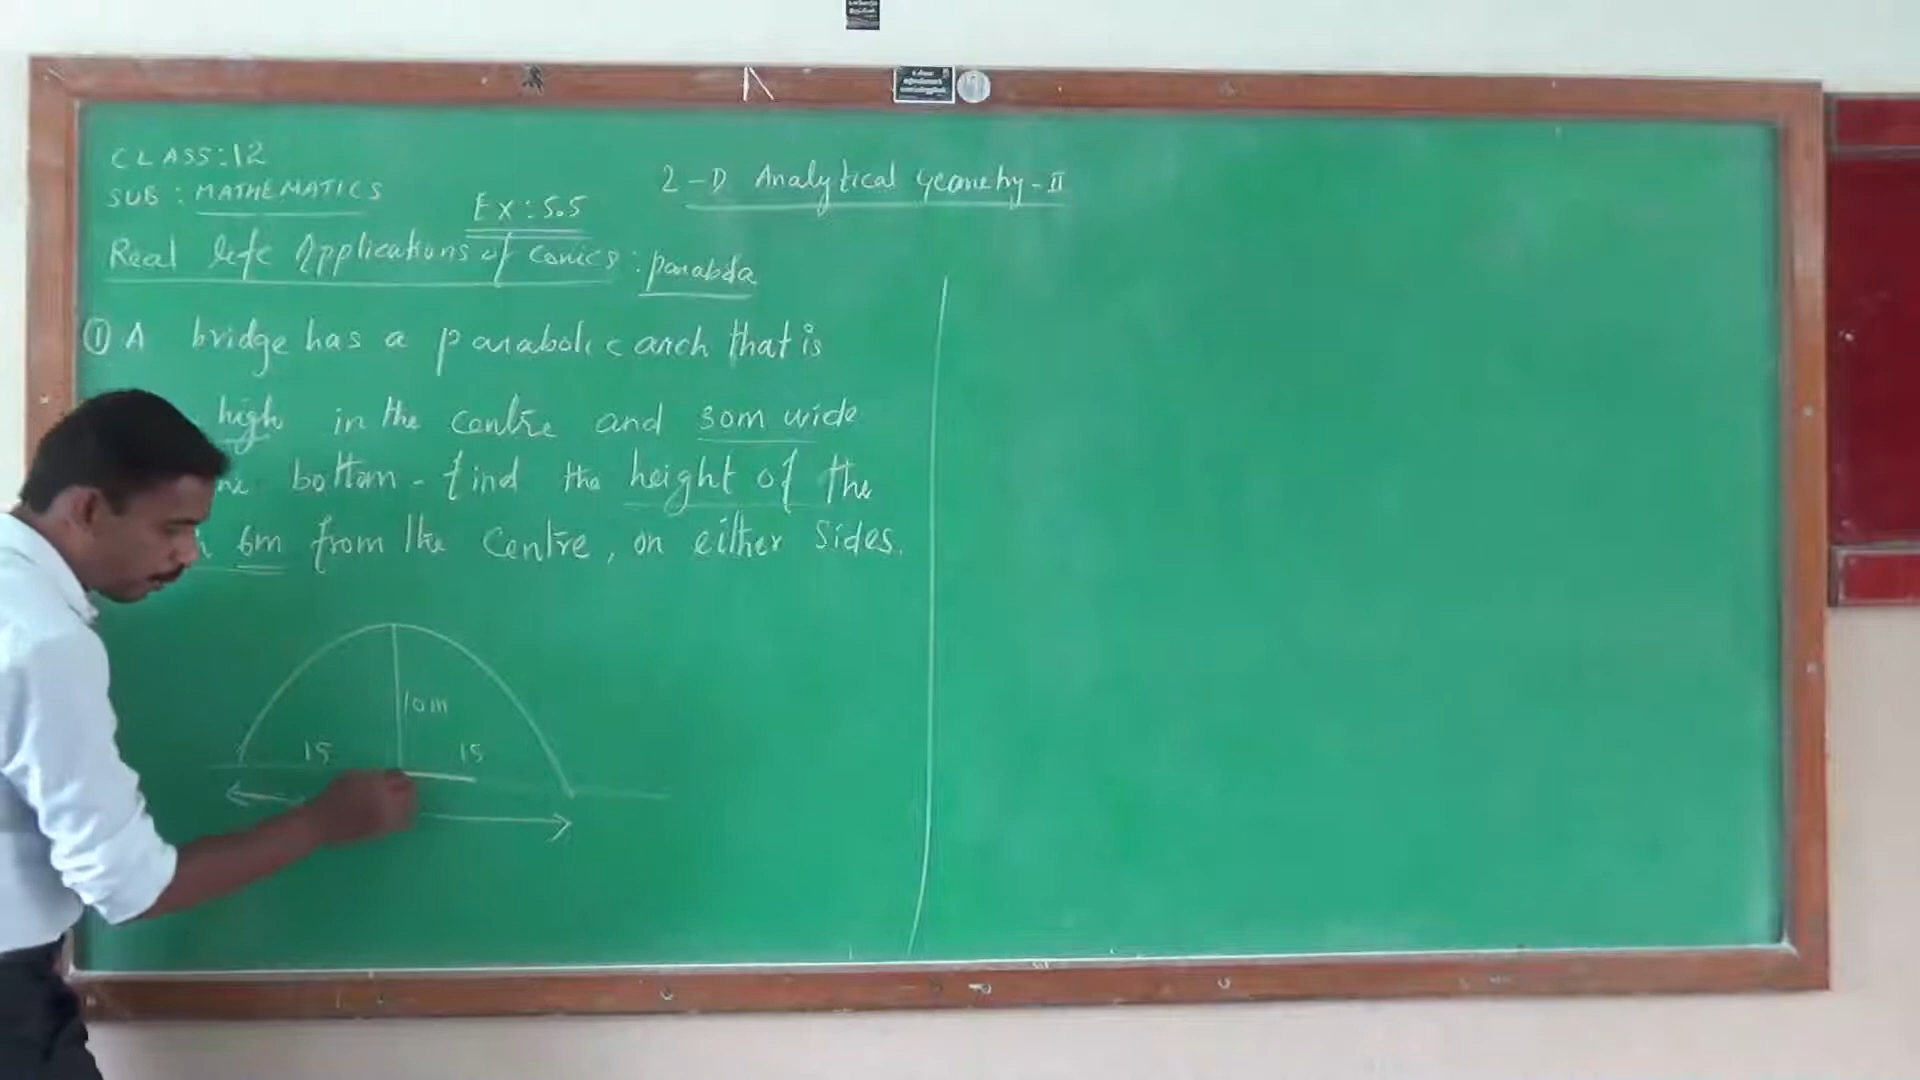 CLASS:12
SUB : MATHEMATICS
Ex: 5.5
2-D Analytical Geometry-II
Real life Applications of Conics : parabola
① A bridge has a parabolic arch that is
high in the centre and 30m wide
bottom - find the height of the
6m from the Centre, on either Sides.
10m
15 15